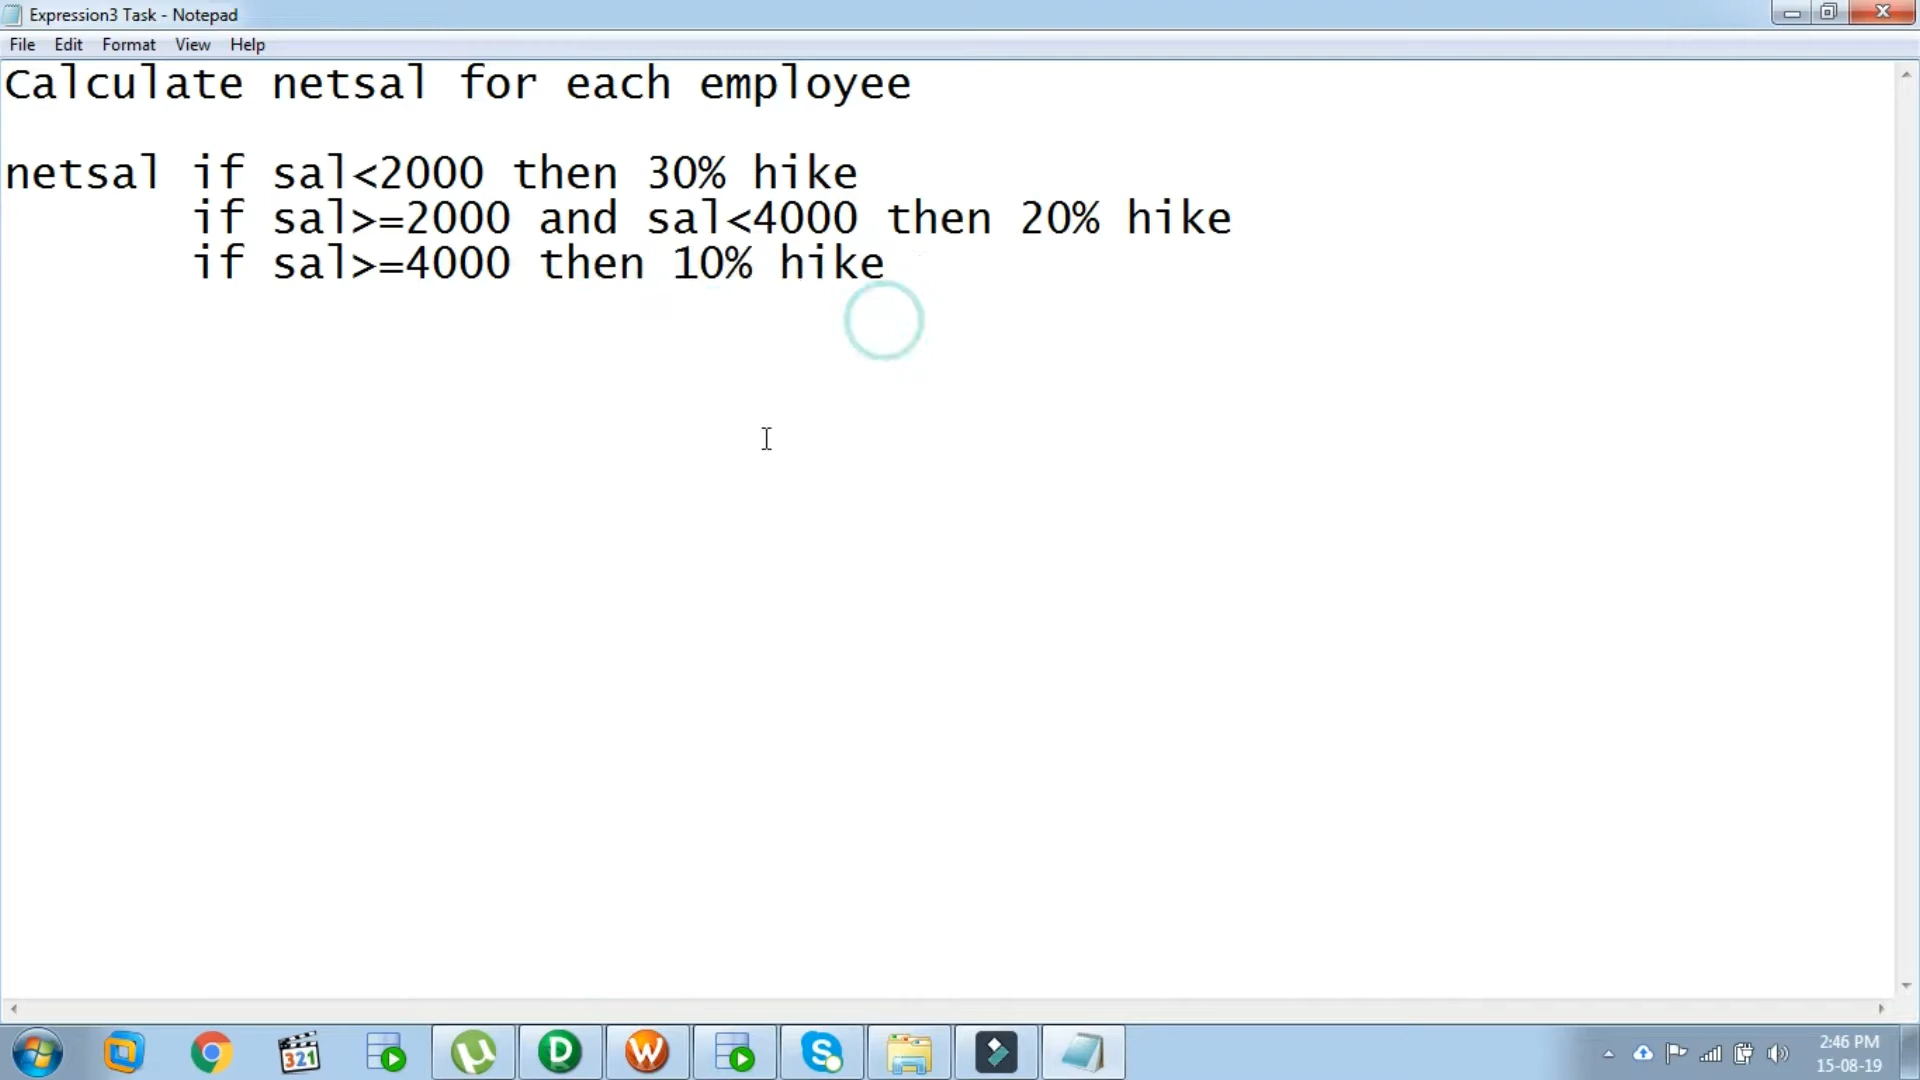 Expression3 Task - Notepad
File Edit Format View Help
Calculate netsal for each employee
netsal if sal<2000 then 30% hike
if sal>=2000 and sal<4000 then 20% hike
if sal>=4000 then 10% hike
321
µ
D
W
S
2:46 PM
15-08-19